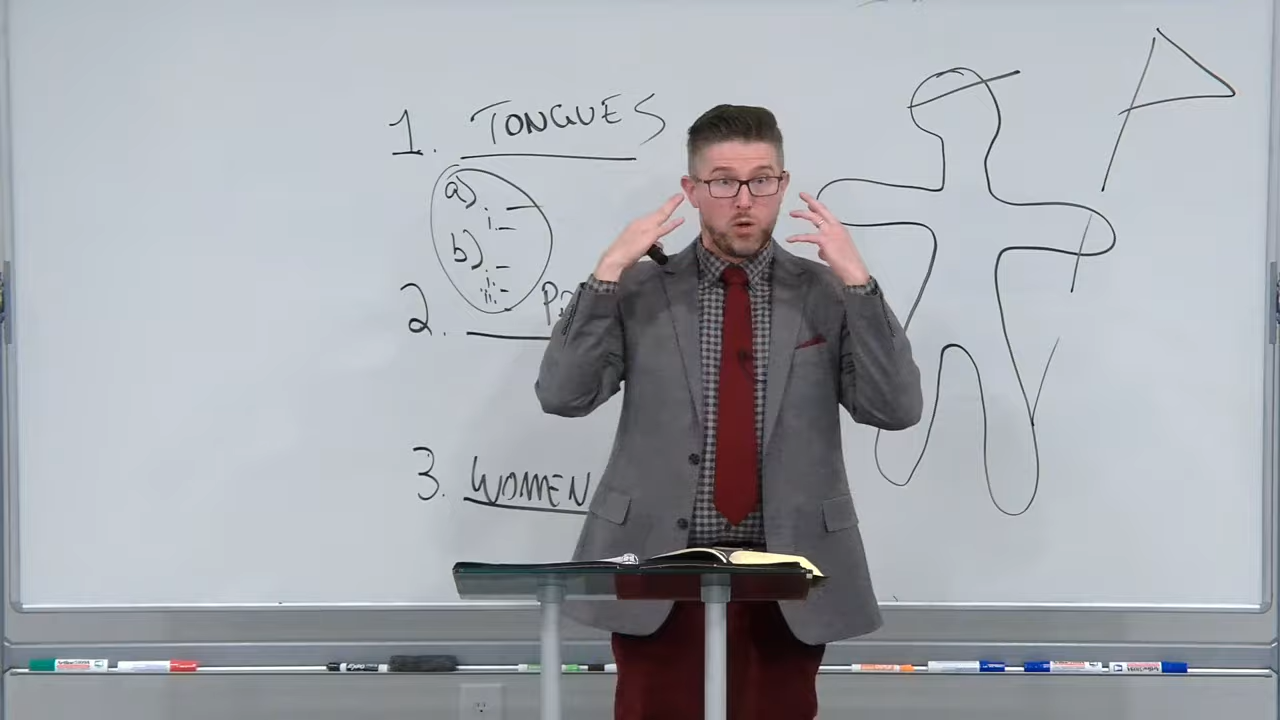 1. TONGUES
a)
i.
b)
i.
ii.
2.
3. WOMEN